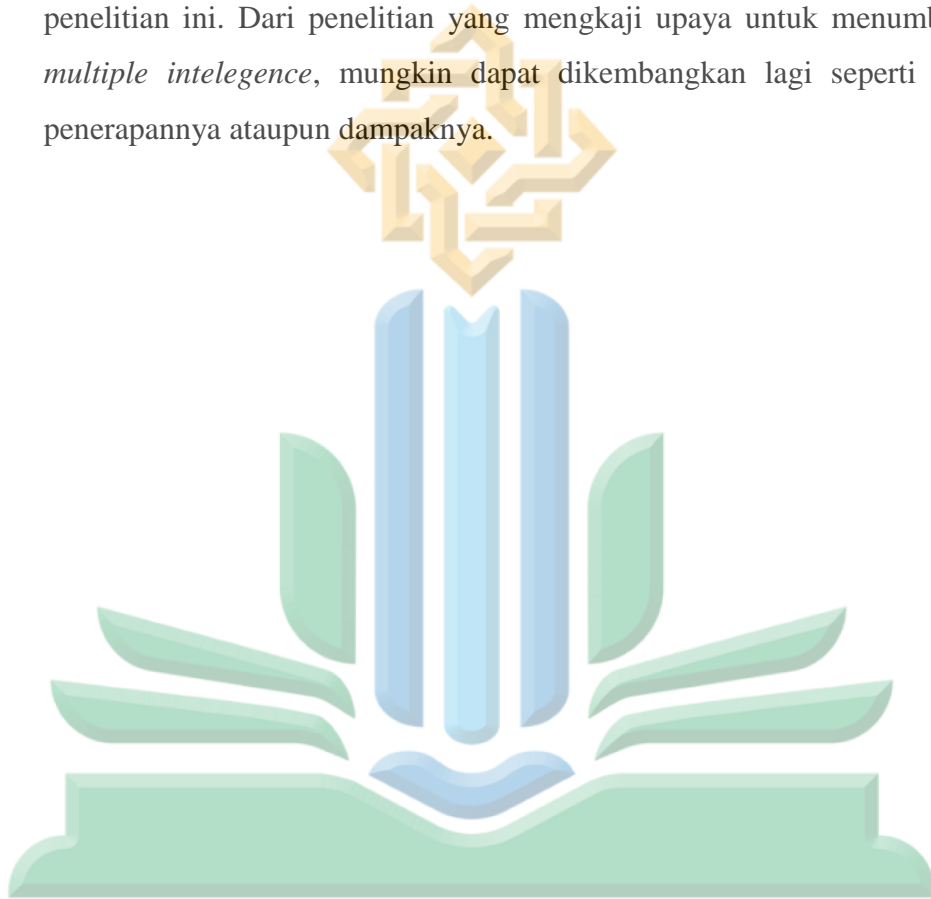 penelitian ini. Dari penelitian yang mengkaji upaya untuk menumb
multiple intelegence, mungkin dapat dikembangkan lagi seperti
penerapannya ataupun dampaknya.